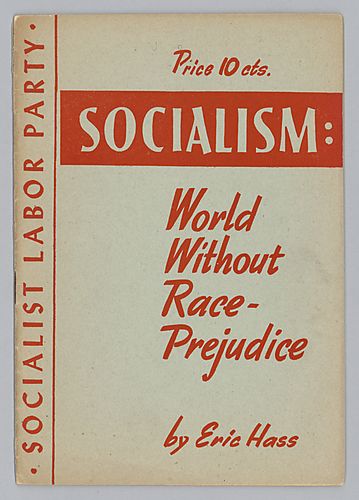 Price 10 cts.
SOCIALISM:
World
Without
Race-
Prejudice
by Eric Hass
• SOCIALIST LABOR PARTY •